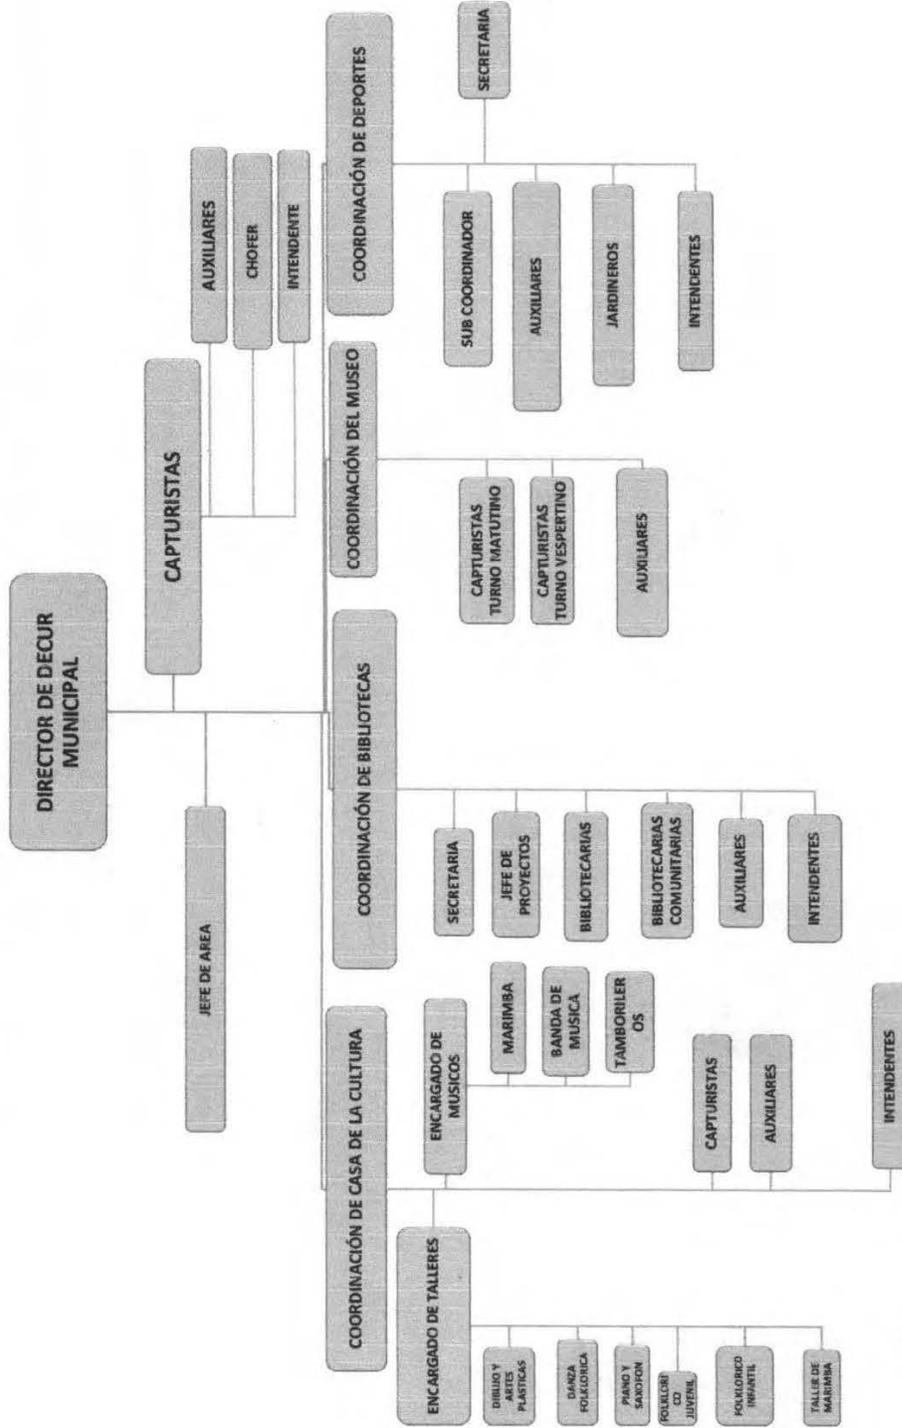 DIRECTOR DE DECUR
MUNICIPAL
CAPTURISTAS
AUXILIARES
CHOFER
INTENDENTE
JEFE DE AREA
COORDINACIÓN DE CASA DE LA CULTURA
ENCARGADO DE TALLERES
DIBUJO Y
ARTES
PLASTICAS
DANZA
FOLKLORICA
PIANO Y
SAXOFON
FOLKLORI
CO
JUVENIL
FOLKLORICO
INFANTIL
TALLER DE
MARIMBA
ENCARGADO DE
MUSICOS
MARIMBA
BANDA DE
MUSICA
TAMBORILER
OS
CAPTURISTAS
AUXILIARES
INTENDENTES
COORDINACIÓN DE BIBLIOTECAS
SECRETARIA
JEFE DE
PROYECTOS
BIBLIOTECARIAS
BIBLIOTECARIAS
COMUNITARIAS
AUXILIARES
INTENDENTES
COORDINACIÓN DEL MUSEO
CAPTURISTAS
TURNO MATUTINO
CAPTURISTAS
TURNO VESPERTINO
AUXILIARES
COORDINACIÓN DE DEPORTES
SECRETARIA
SUB COORDINADOR
AUXILIARES
JARDINEROS
INTENDENTES